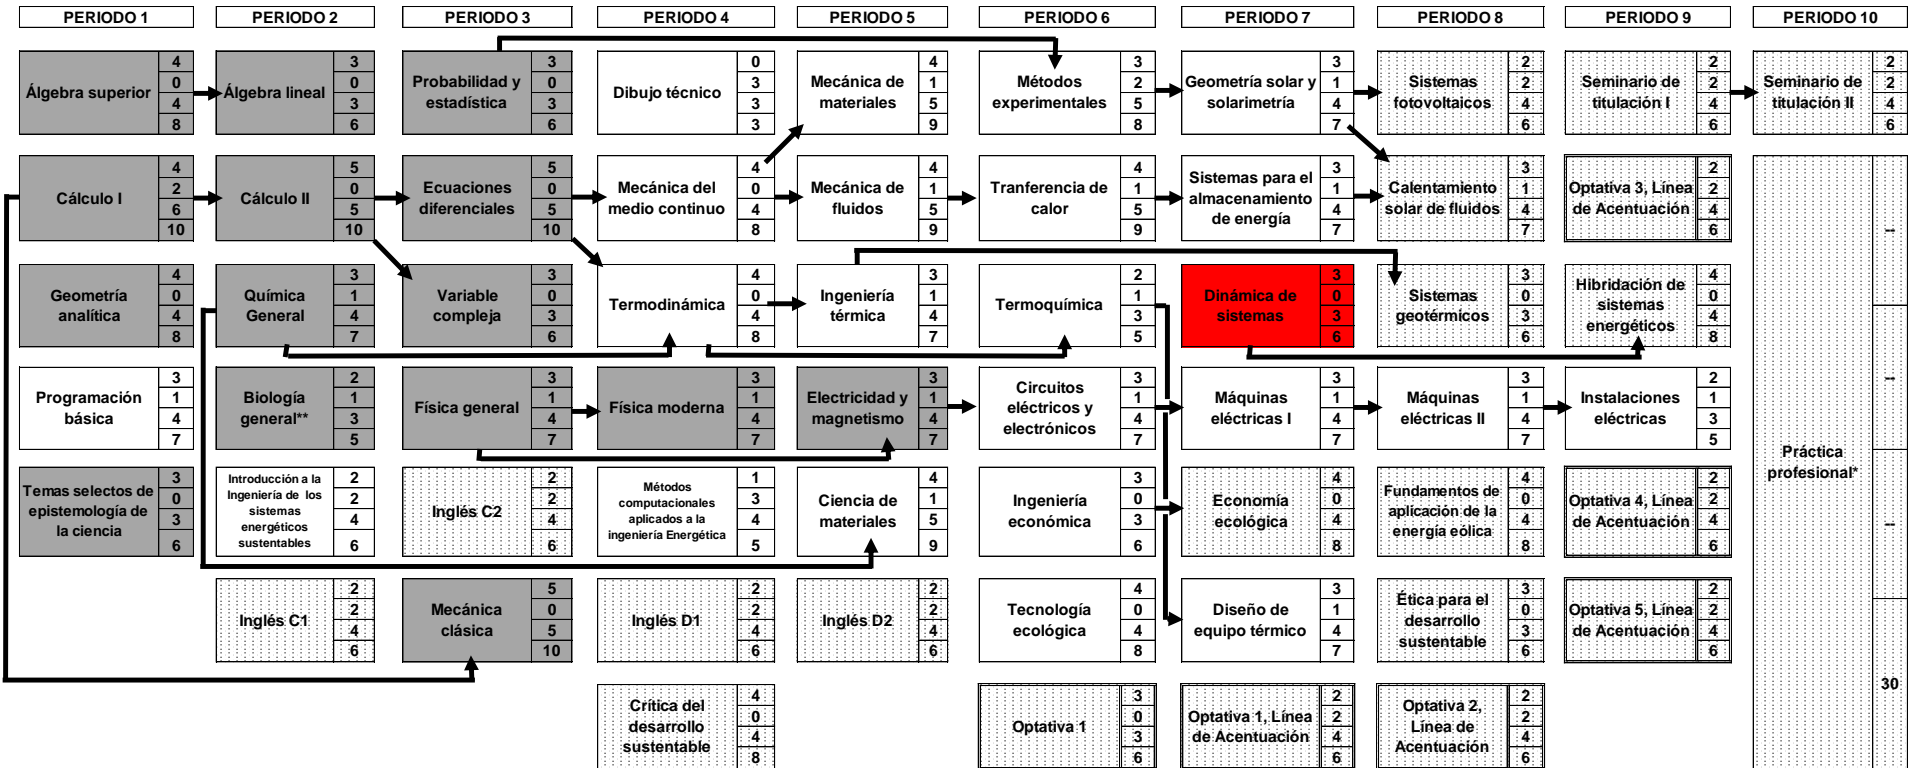 PERIODO 1
PERIODO 2
PERIODO 3
PERIODO 4
PERIODO 5
PERIODO 6
PERIODO 7
PERIODO 8
PERIODO 9
PERIODO 10
Álgebra superior
4
0
4
8
Álgebra lineal
3
0
3
6
Probabilidad y
estadística
3
0
3
6
Dibujo técnico
0
3
3
3
Mecánica de
materiales
4
1
5
9
Métodos
experimentales
3
2
5
8
Geometría solar y
solarimetría
3
1
4
7
Sistemas
fotovoltaicos
2
2
4
6
Seminario de
titulación I
2
2
4
6
Seminario de
titulación II
2
2
4
6
Cálculo I
4
2
6
10
Cálculo II
5
0
5
10
Ecuaciones
diferenciales
5
0
5
10
Mecánica del
medio continuo
4
0
4
8
Mecánica de
fluidos
4
1
5
9
Tranferencia de
calor
4
1
5
9
Sistemas para el
almacenamiento
de energía
3
1
4
7
Calentamiento
solar de fluidos
3
1
4
7
Optativa 3, Línea
de Acentuación
2
2
4
6
Práctica
profesional*
--
--
--
30
Geometría
analítica
4
0
4
8
Química
General
3
1
4
7
Variable
compleja
3
0
3
6
Termodinámica
4
0
4
8
Ingeniería
térmica
3
1
4
7
Termoquímica
2
1
3
5
Dinámica de
sistemas
3
0
3
6
Sistemas
geotérmicos
3
0
3
6
Hibridación de
sistemas
energéticos
4
0
4
8
Programación
básica
3
1
4
7
Biología
general**
2
1
3
5
Física general
3
1
4
7
Física moderna
3
1
4
7
Electricidad y
magnetismo
3
1
4
7
Circuitos
eléctricos y
electrónicos
3
1
4
7
Máquinas
eléctricas I
3
1
4
7
Máquinas
eléctricas II
3
1
4
7
Instalaciones
eléctricas
2
1
3
5
Temas selectos de
epistemología de
la ciencia
3
0
3
6
Introducción a la
Ingeniería de los
sistemas
energéticos
sustentables
2
2
4
6
Inglés C2
2
2
4
6
Métodos
computacionales
aplicados a la
ingeniería Energética
1
3
4
5
Ciencia de
materiales
4
1
5
9
Ingeniería
económica
3
0
3
6
Economía
ecológica
4
0
4
8
Fundamentos de
aplicación de la
energía eólica
4
0
4
8
Optativa 4, Línea
de Acentuación
2
2
4
6
Inglés C1
2
2
4
6
Mecánica
clásica
5
0
5
10
Inglés D1
2
2
4
6
Inglés D2
2
2
4
6
Tecnología
ecológica
4
0
4
8
Diseño de
equipo térmico
3
1
4
7
Ética para el
desarrollo
sustentable
3
0
3
6
Optativa 5, Línea
de Acentuación
2
2
4
6
Crítica del
desarrollo
sustentable
4
0
4
8
Optativa 1
3
0
3
6
Optativa 1, Línea
de Acentuación
2
2
4
6
Optativa 2,
Línea de
Acentuación
2
2
4
6